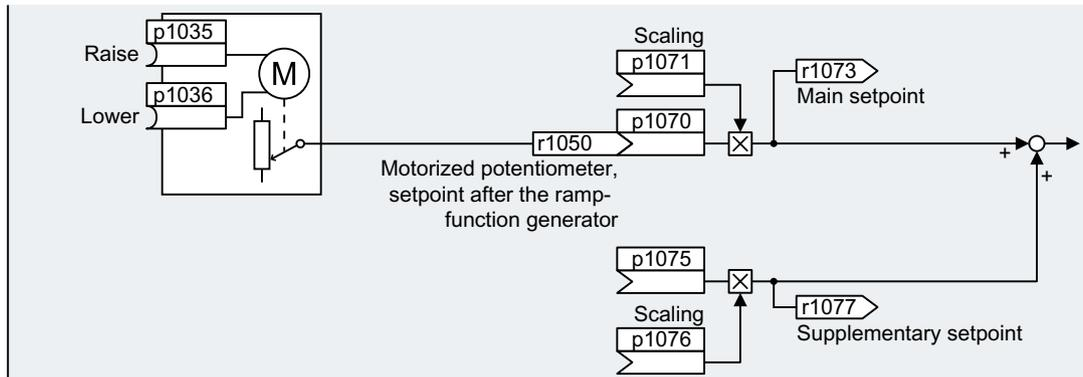 p1035
Raise
p1036
Lower
M
Scaling
p1071
r1073
Main setpoint
p1070
r1050
+
+
Motorized potentiometer,
setpoint after the ramp-
function generator
p1075
Scaling
r1077
p1076
Supplementary setpoint